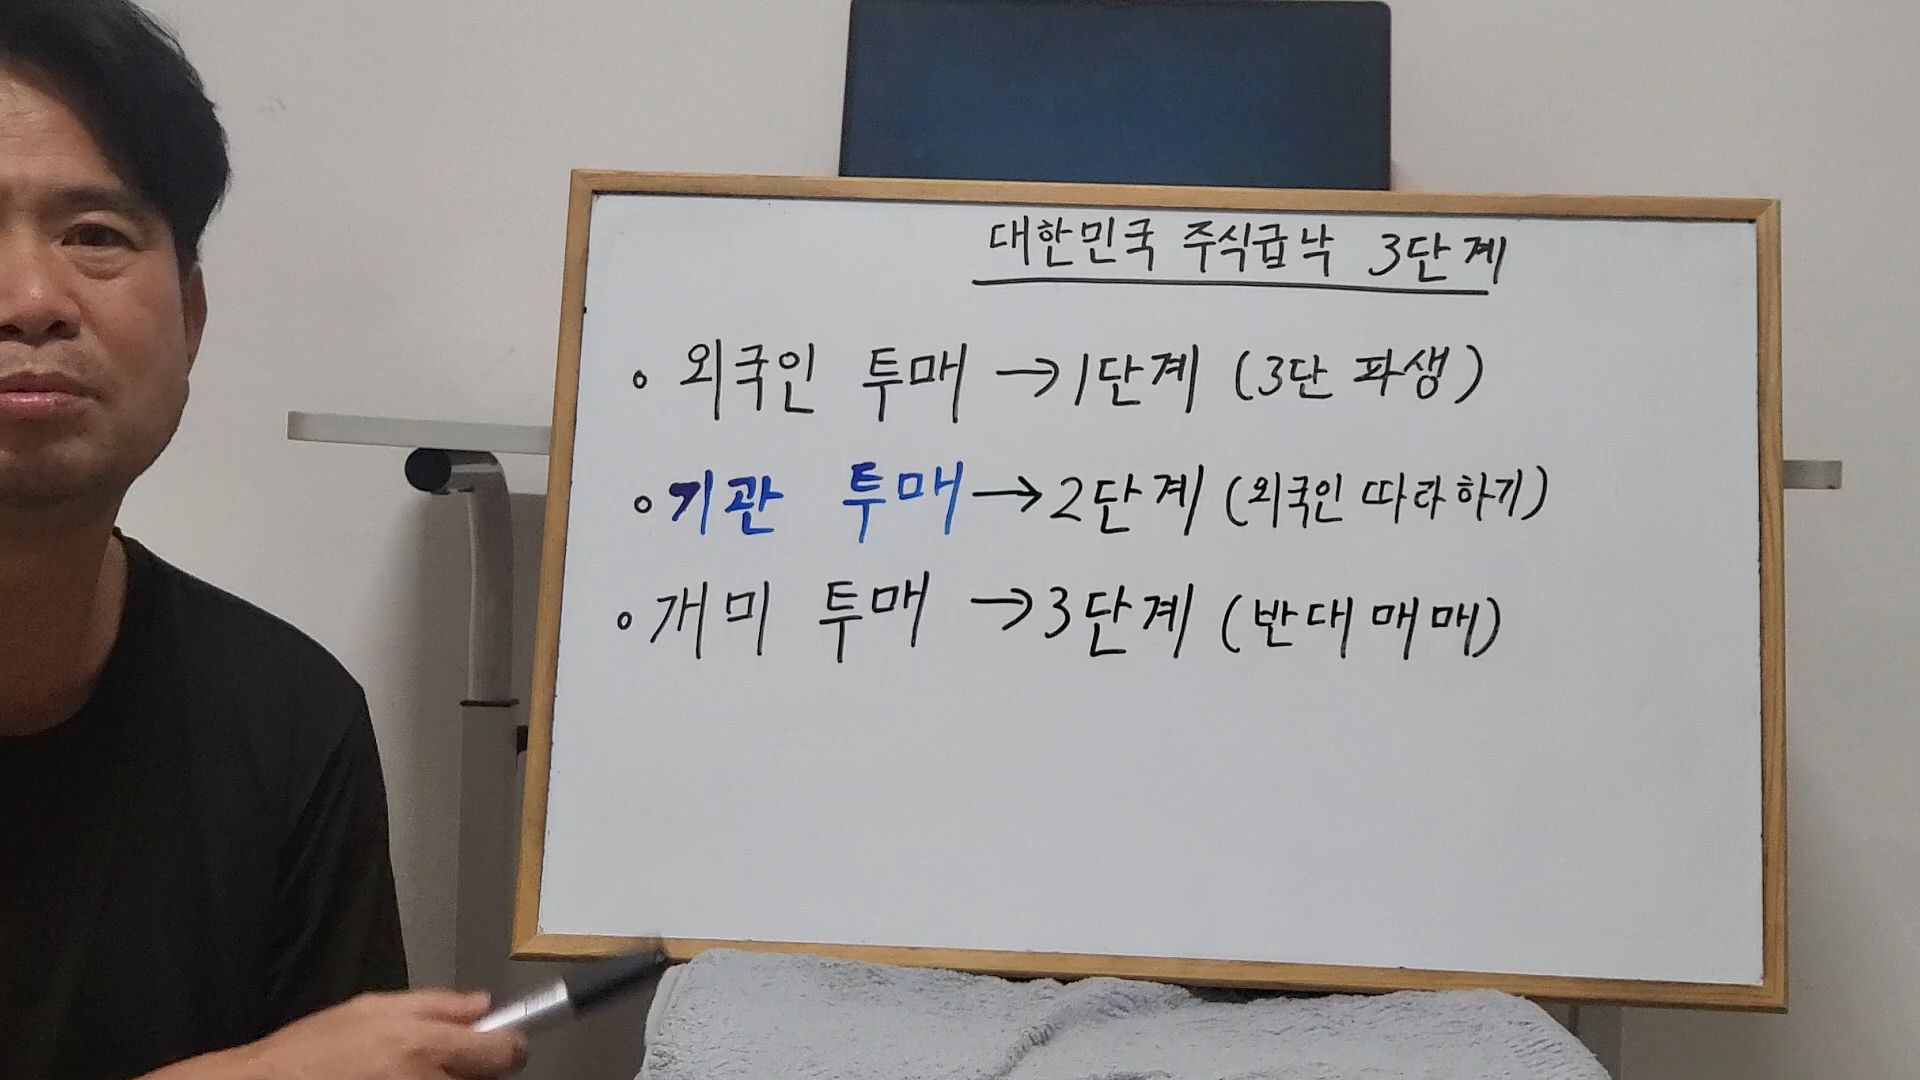 대한민국 주식급낙 3단계
• 외국인 투매 →1단계 (3단 파생)
• 기관 투매→2단계 (외국인 따라하기)
• 개미 투매 →3단계 (반대매매)